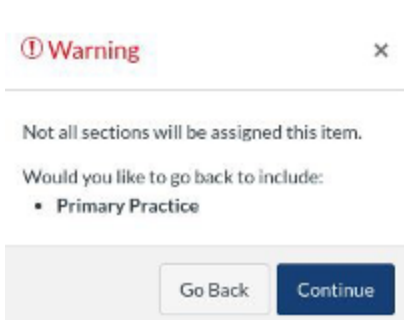 Warning
Not all sections will be assigned this item.
Would you like to go back to include:
• Primary Practice
Go Back
Continue